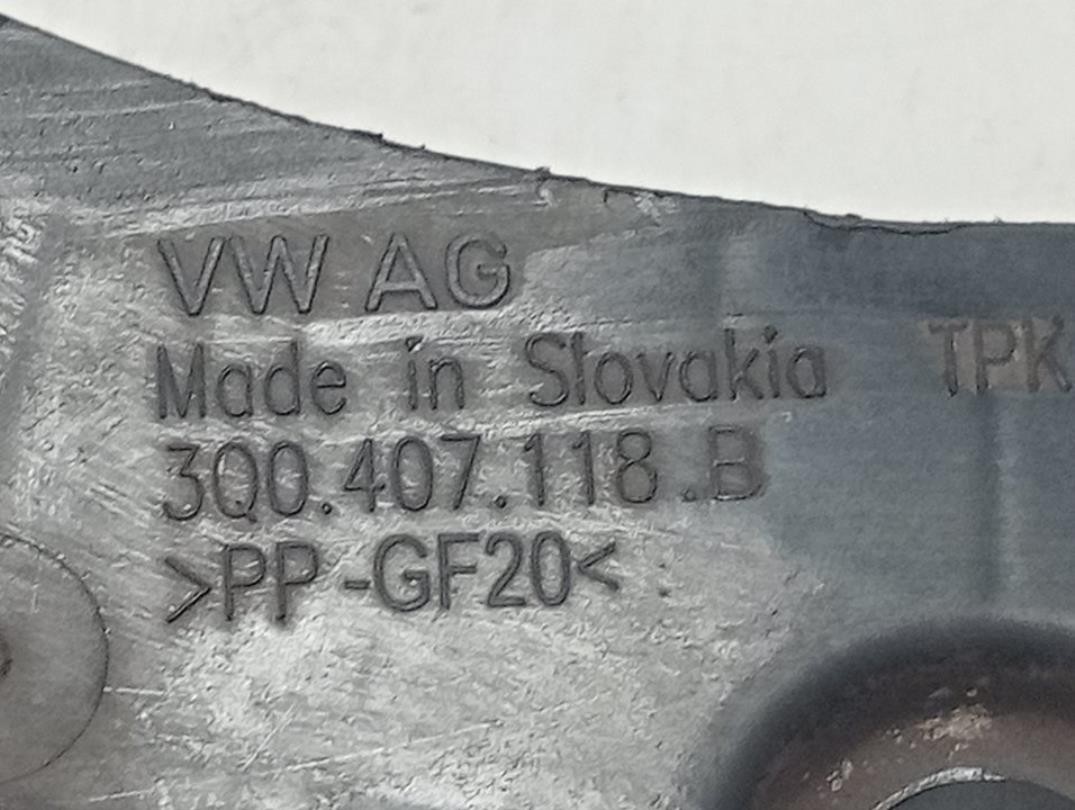 VW AG
Made in Slovakia TPK
3Q0.407.118.B
>PP-GF20<